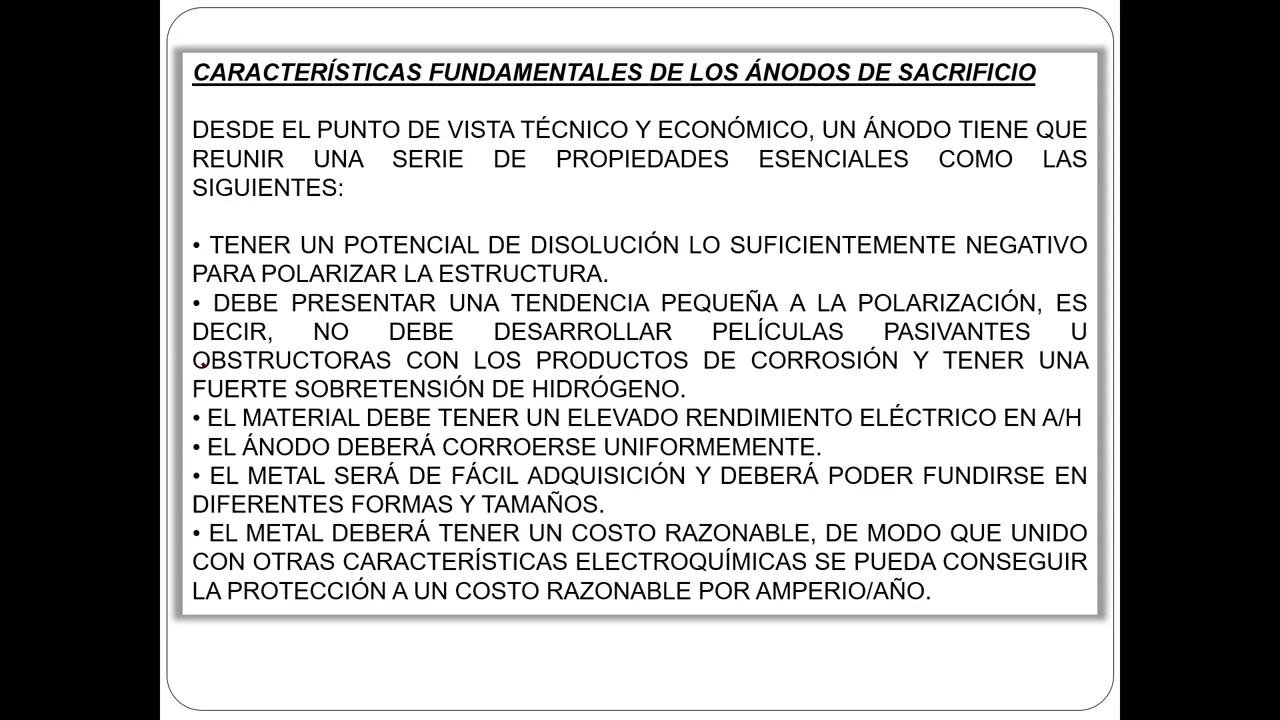 CARACTERÍSTICAS FUNDAMENTALES DE LOS ÁNODOS DE SACRIFICIO
DESDE EL PUNTO DE VISTA TÉCNICO Y ECONÓMICO, UN ÁNODO TIENE QUE
REUNIR UNA SERIE DE PROPIEDADES ESENCIALES COMO LAS
SIGUIENTES:
• TENER UN POTENCIAL DE DISOLUCIÓN LO SUFICIENTEMENTE NEGATIVO
PARA POLARIZAR LA ESTRUCTURA.
• DEBE PRESENTAR UNA TENDENCIA PEQUEÑA A LA POLARIZACIÓN, ES
DECIR, NO DEBE DESARROLLAR PELÍCULAS PASIVANTES U
OBSTRUCTORAS CON LOS PRODUCTOS DE CORROSIÓN Y TENER UNA
FUERTE SOBRETENSIÓN DE HIDRÓGENO.
• EL MATERIAL DEBE TENER UN ELEVADO RENDIMIENTO ELÉCTRICO EN A/H
• EL ÁNODO DEBERÁ CORROERSE UNIFORMEMENTE.
• EL METAL SERÁ DE FÁCIL ADQUISICIÓN Y DEBERÁ PODER FUNDIRSE EN
DIFERENTES FORMAS Y TAMAÑOS.
• EL METAL DEBERÁ TENER UN COSTO RAZONABLE, DE MODO QUE UNIDO
CON OTRAS CARACTERÍSTICAS ELECTROQUÍMICAS SE PUEDA CONSEGUIR
LA PROTECCIÓN A UN COSTO RAZONABLE POR AMPERIO/AÑO.